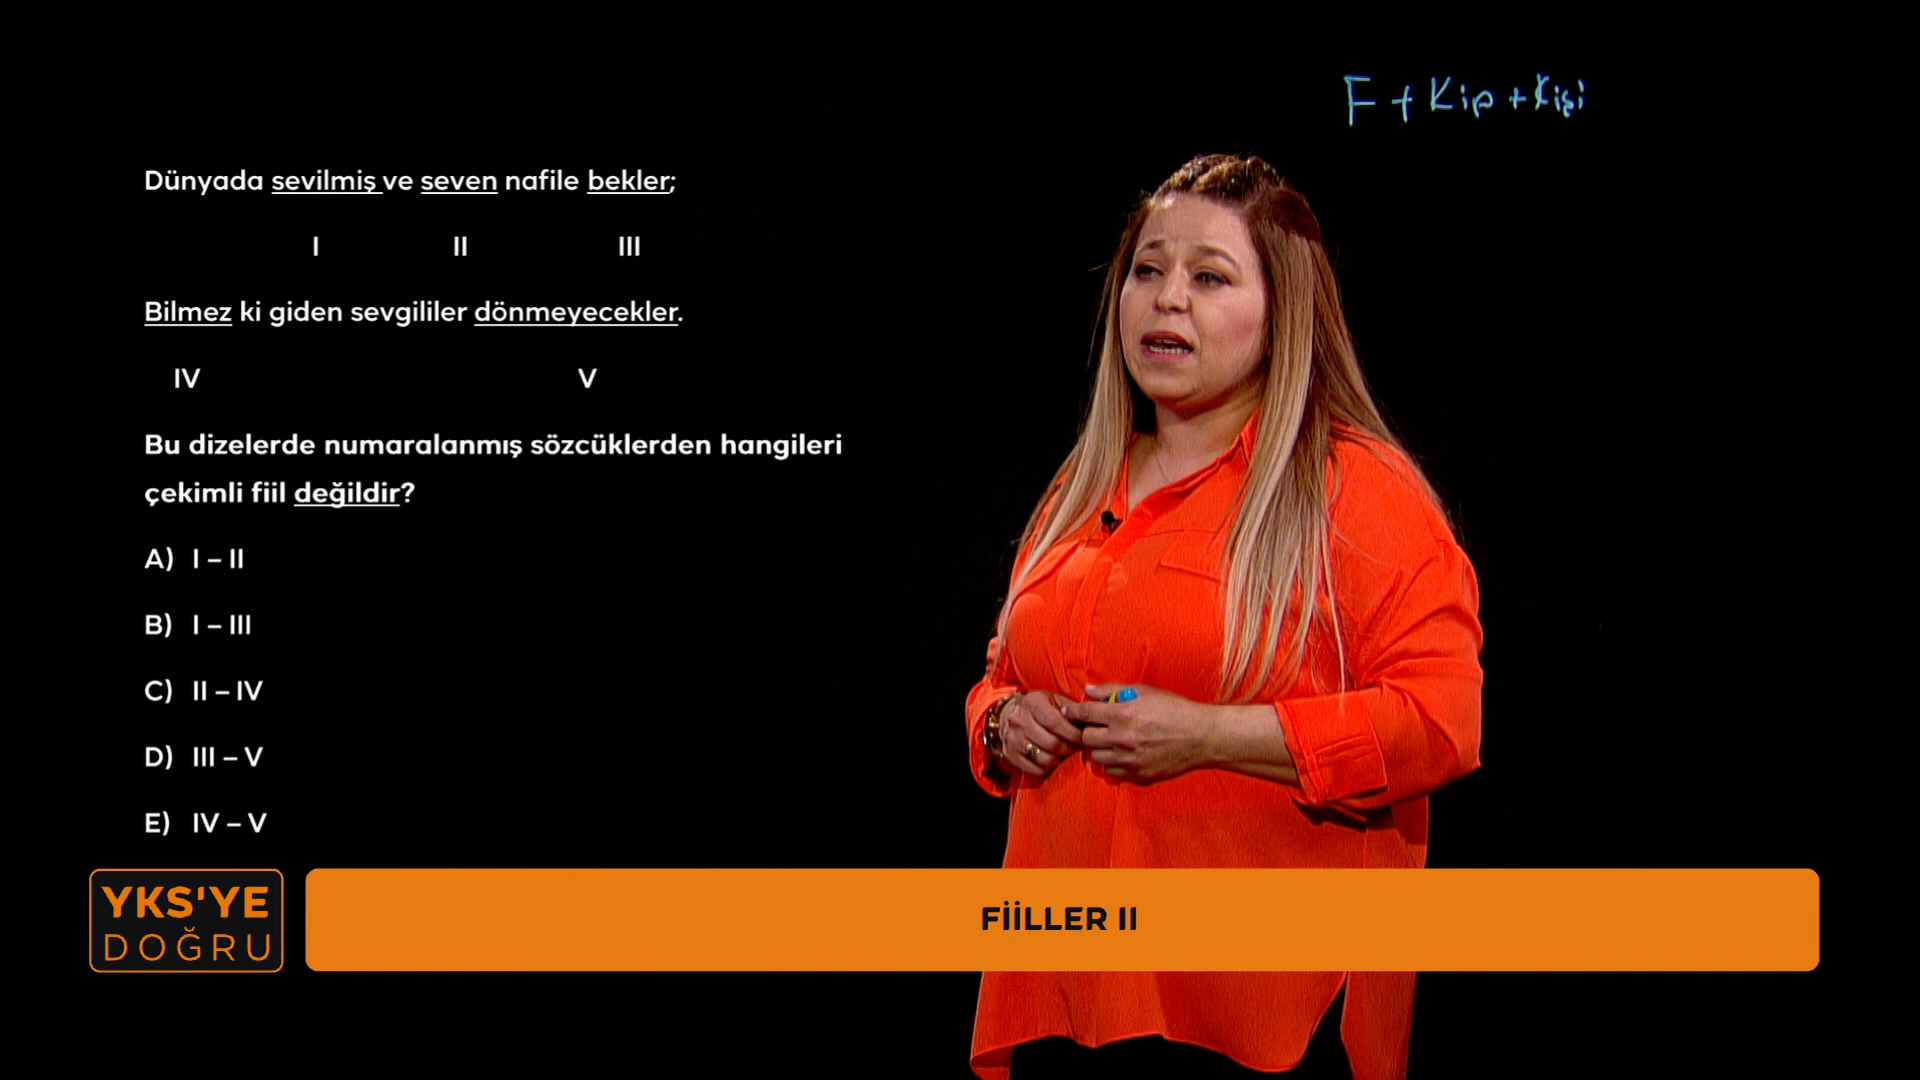 F + Kip + Kişi
Dünyada sevilmiş ve seven nafile bekler;
I II III
Bilmez ki giden sevgililer dönmeyecekler.
IV V
Bu dizelerde numaralanmış sözcüklerden hangileri
çekimli fiil değildir?
A) I – II
B) I – III
C) II – IV
D) III – V
E) IV – V
YKS'YE
DOĞRU
FİİLLER II